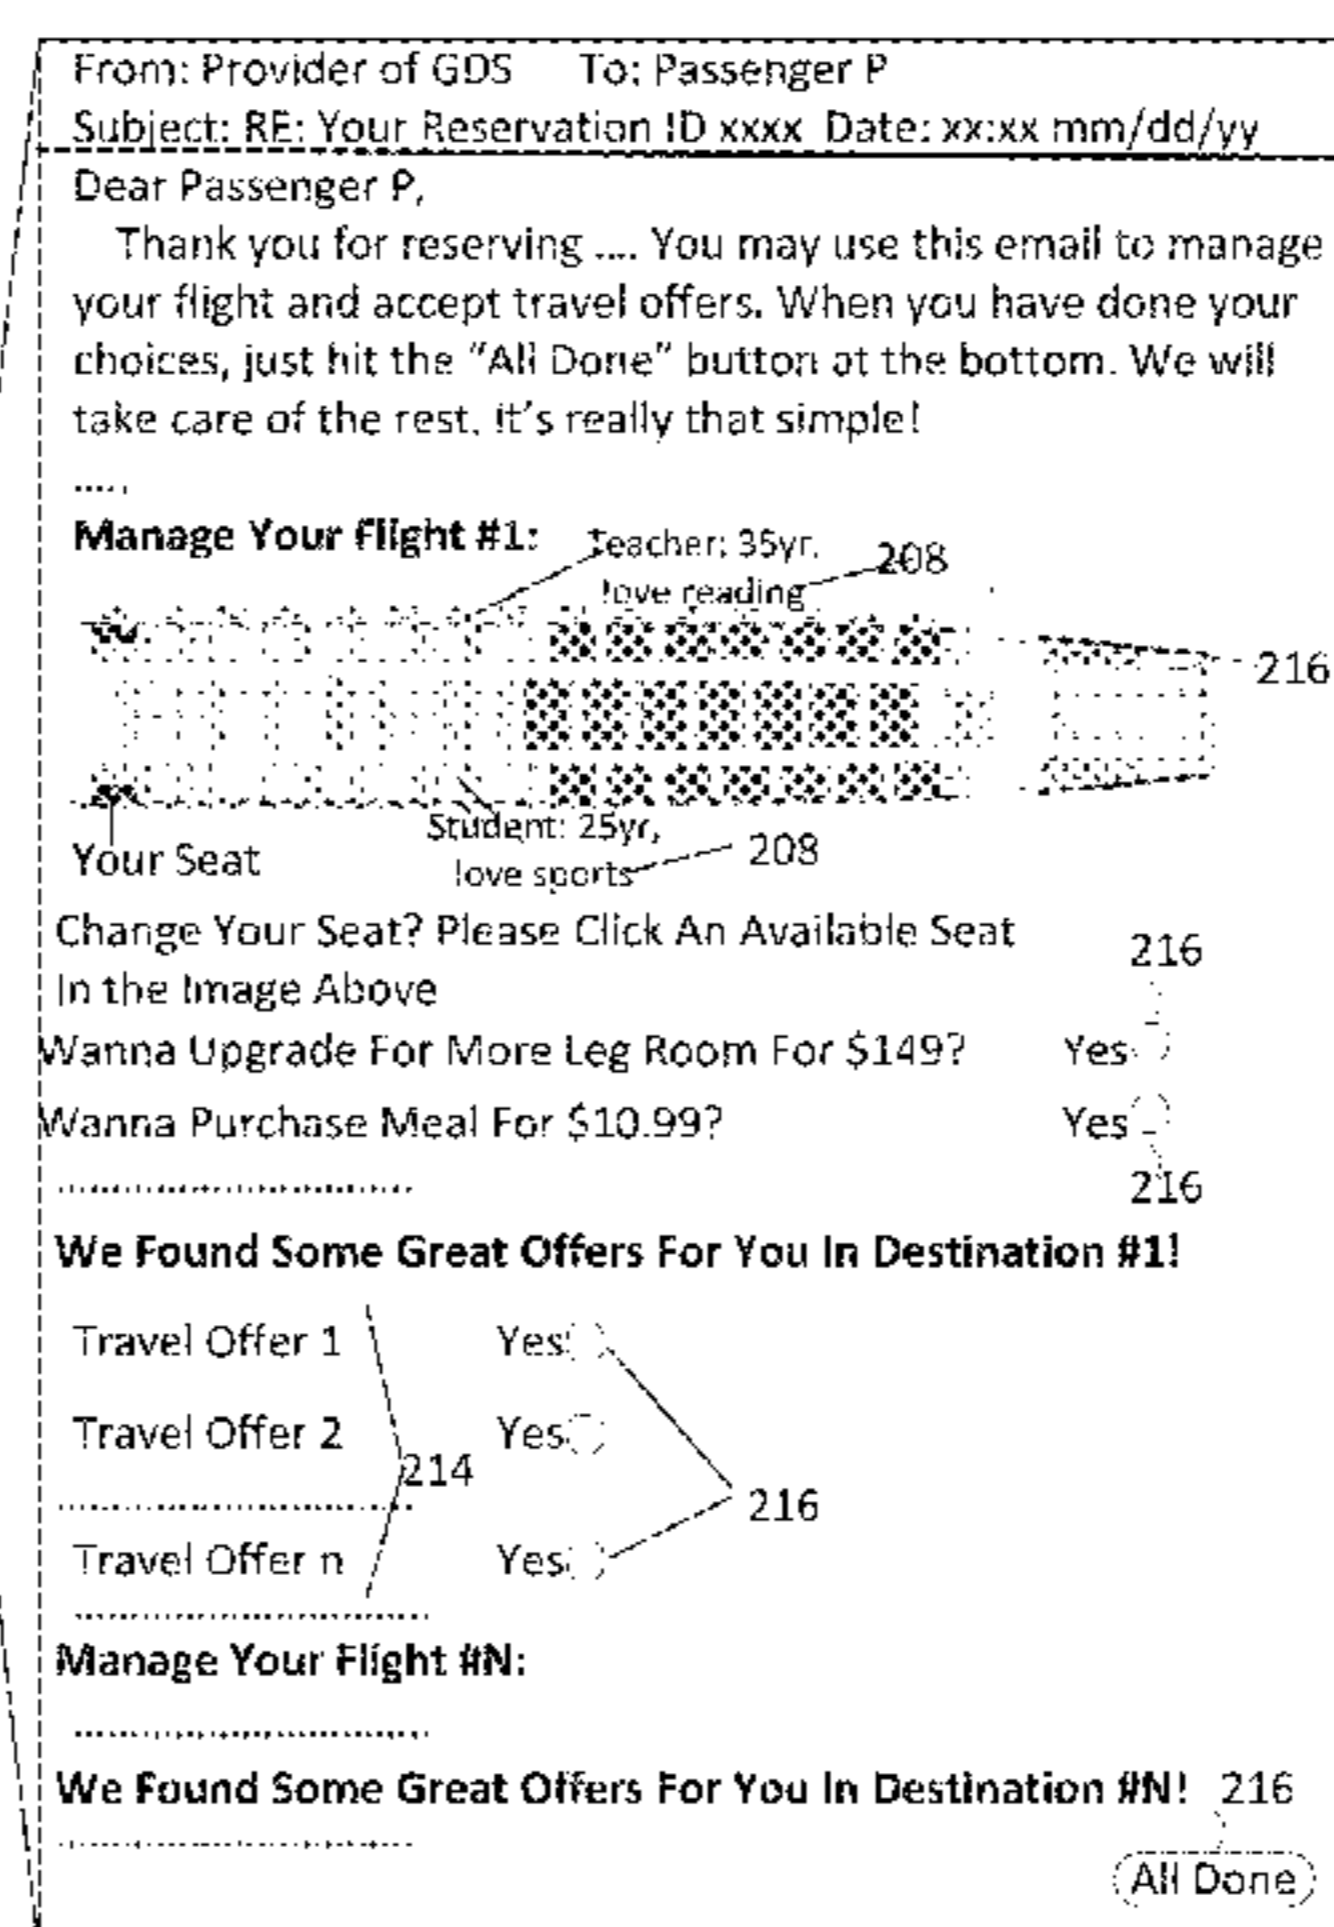 From: Provider of GDS To: Passenger P
Subject: RE: Your Reservation ID xxxx Date: xx:xx mm/dd/yy
Dear Passenger P,
Thank you for reserving .... You may use this email to manage
your flight and accept travel offers. When you have done your
choices, just hit the "All Done" button at the bottom. We will
take care of the rest. It's really that simple!
.....
Manage Your Flight #1:
Teacher: 35yr,
love reading
208
216
Your Seat
Student: 25yr,
love sports
208
Change Your Seat? Please Click An Available Seat
In the Image Above
216
Wanna Upgrade For More Leg Room For $149? Yes
Wanna Purchase Meal For $10.99? Yes
216
We Found Some Great Offers For You In Destination #1!
Travel Offer 1 Yes
Travel Offer 2 Yes
214
216
Travel Offer n Yes
Manage Your Flight #N:
We Found Some Great Offers For You In Destination #N! 216
All Done